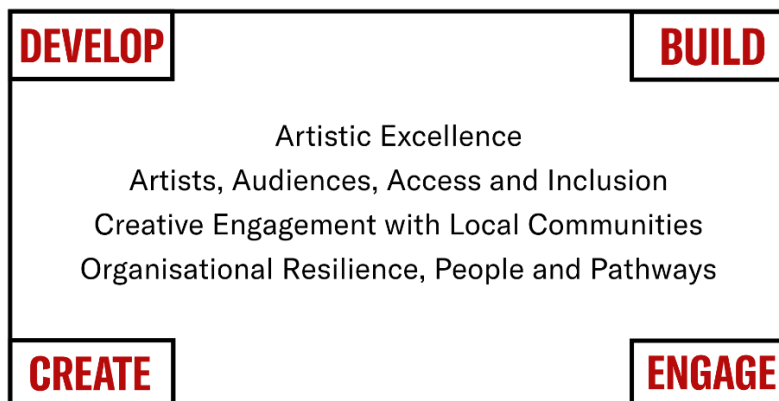 DEVELOP
BUILD
Artistic Excellence
Artists, Audiences, Access and Inclusion
Creative Engagement with Local Communities
Organisational Resilience, People and Pathways
CREATE
ENGAGE